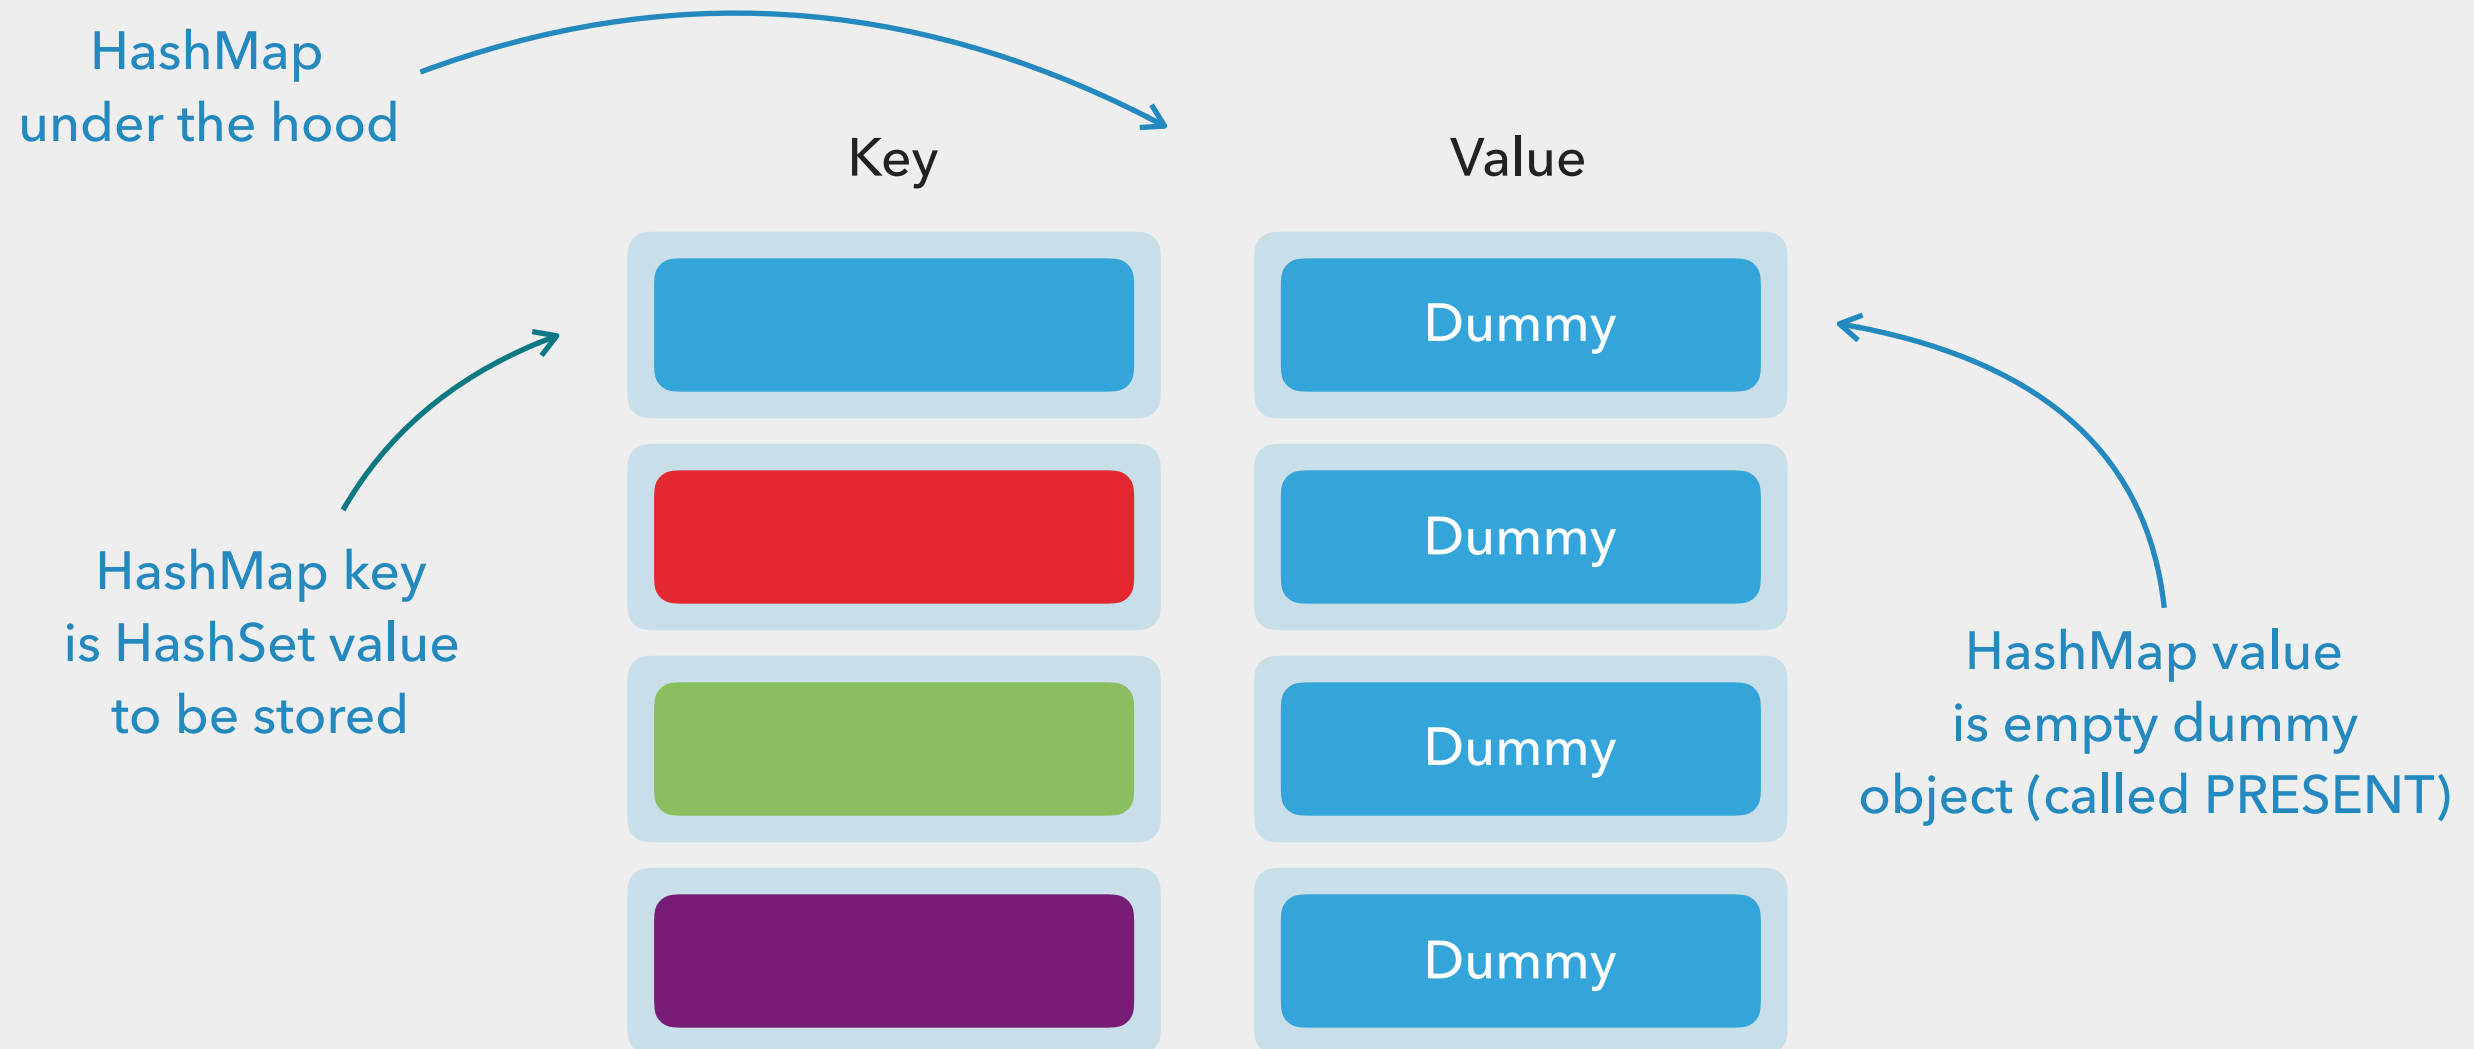 HashMap
under the hood
Key
Value
Dummy
Dummy
HashMap key
is HashSet value
to be stored
HashMap value
is empty dummy
object (called PRESENT)
Dummy
Dummy